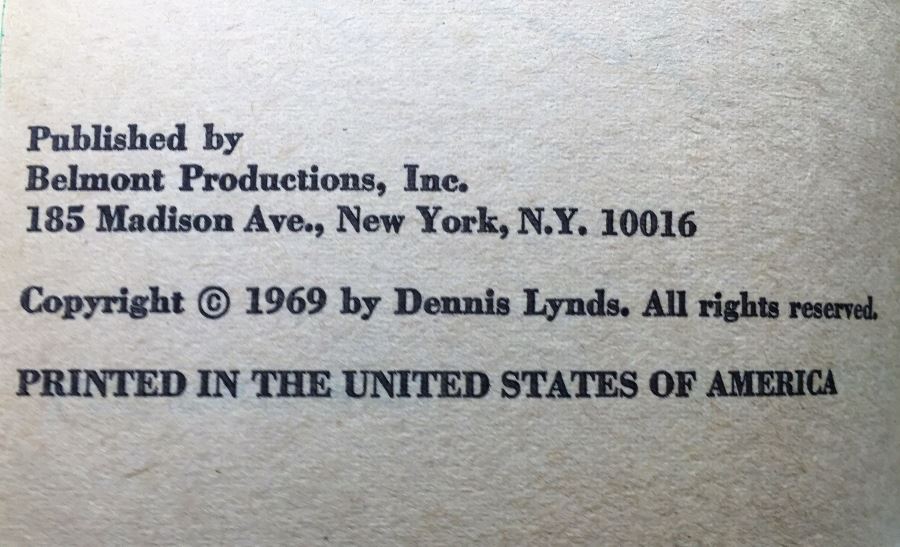 Published by
Belmont Productions, Inc.
185 Madison Ave., New York, N.Y. 10016
Copyright © 1969 by Dennis Lynds. All rights reserved.
PRINTED IN THE UNITED STATES OF AMERICA